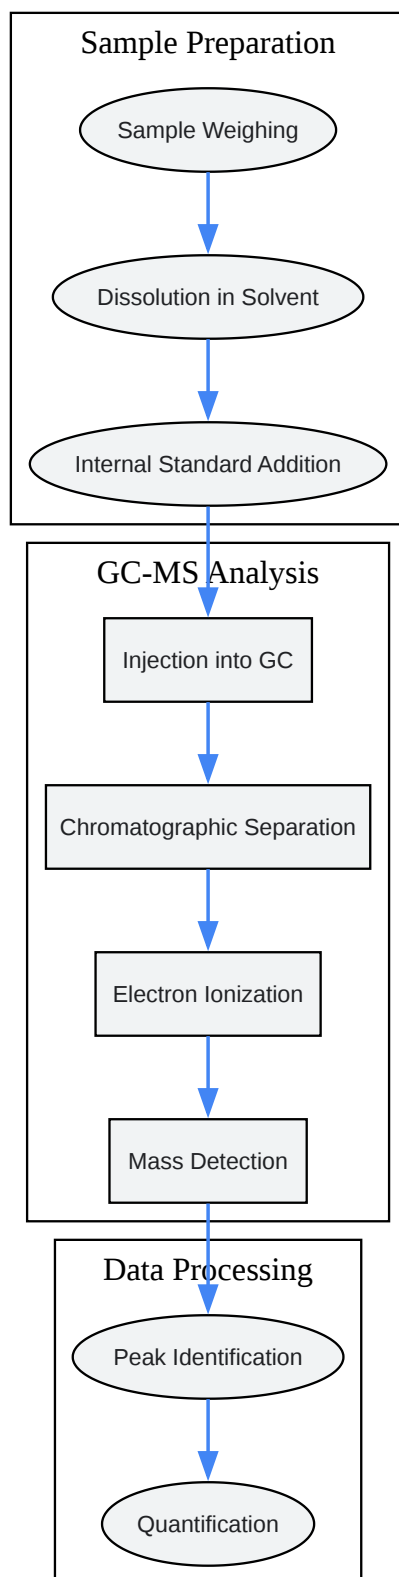 Sample Preparation
Sample Weighing
Dissolution in Solvent
Internal Standard Addition
GC-MS Analysis
Injection into GC
Chromatographic Separation
Electron Ionization
Mass Detection
Data Processing
Peak Identification
Quantification